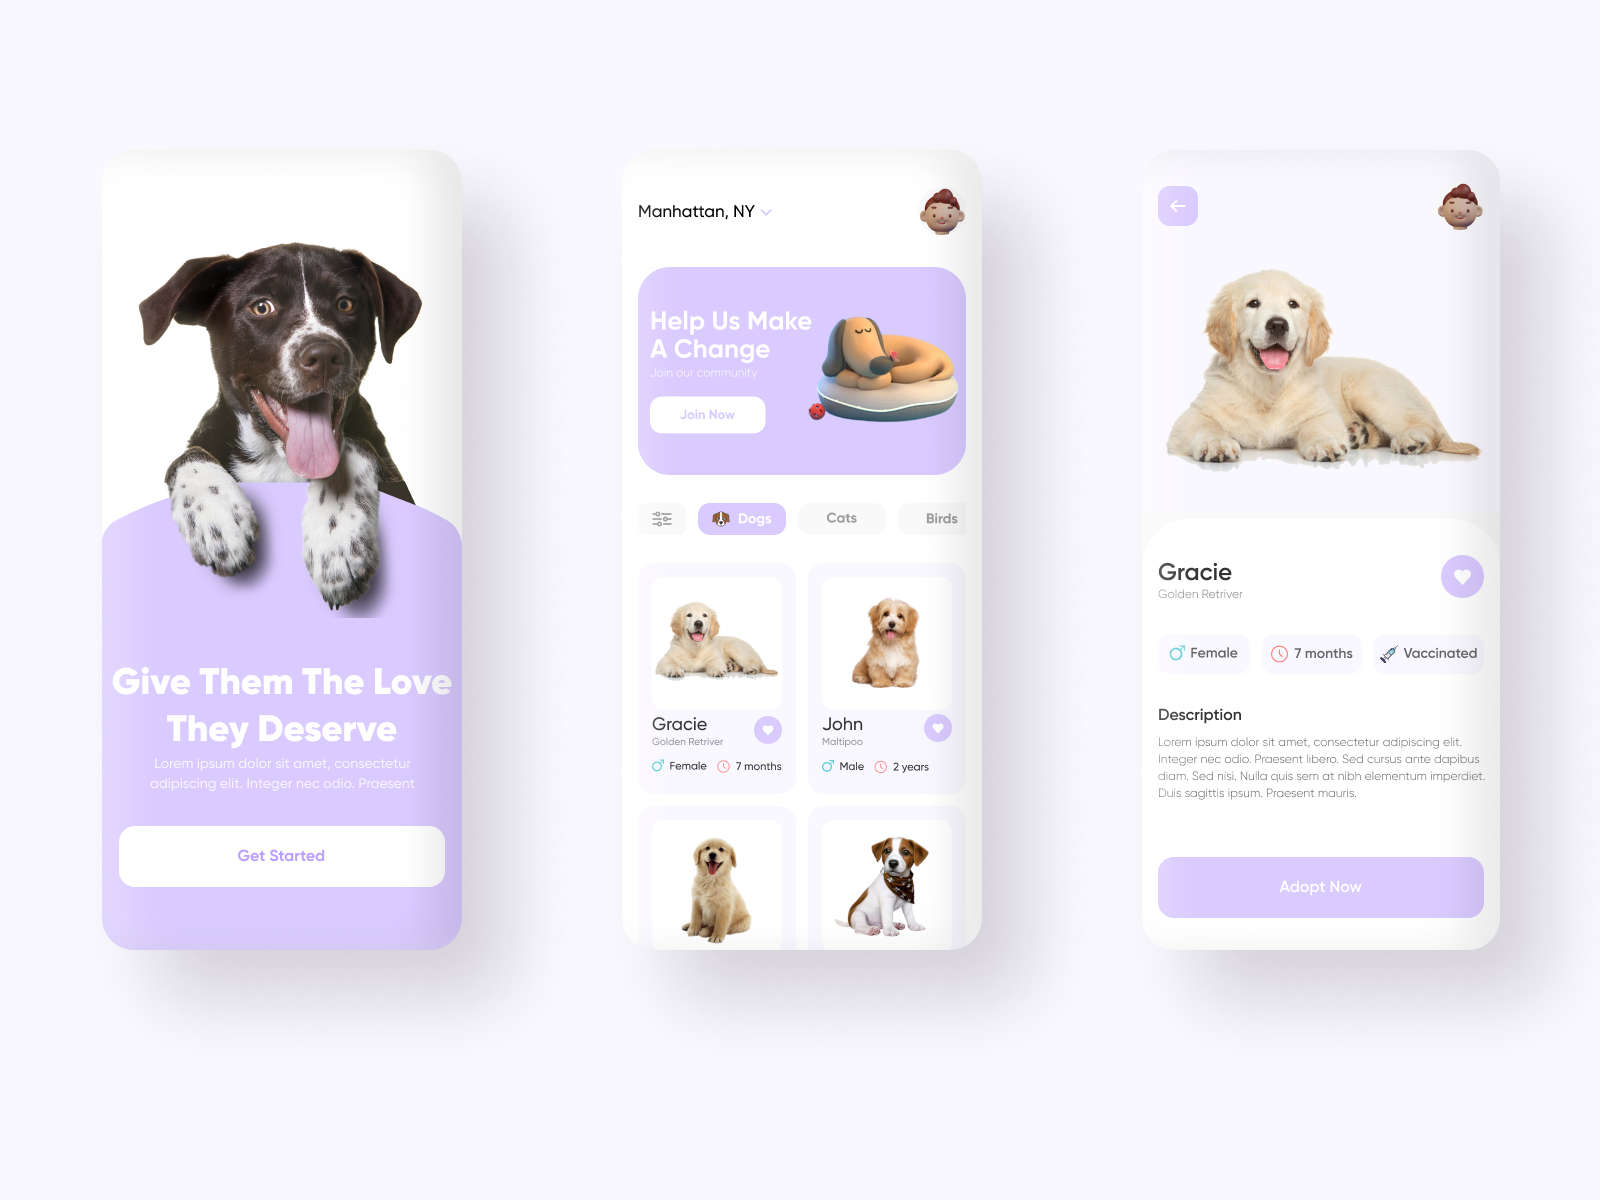 Give Them The Love
They Deserve
Lorem ipsum dolor sit amet, consectetur
adipiscing elit. Integer nec odio. Praesent
Get Started
Manhattan, NY
Help Us Make
A Change
Join our community
Join Now
Dogs
Cats
Birds
Gracie
Golden Retriver
Female
7 months
John
Maltipoo
Male
2 years
Gracie
Golden Retriver
Female
7 months
Vaccinated
Description
Lorem ipsum dolor sit amet, consectetur adipiscing elit.
Integer nec odio. Praesent libero. Sed cursus ante dapibus
diam. Sed nisi. Nulla quis sem at nibh elementum imperdiet.
Duis sagittis ipsum. Praesent mauris.
Adopt Now